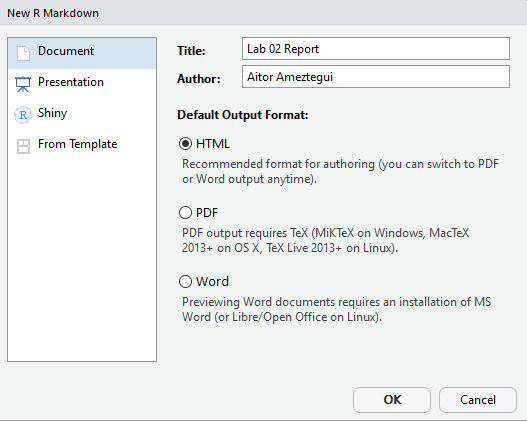 New R Markdown
Document
Presentation
Shiny
From Template
Title:
Lab 02 Report
Author:
Aitor Ameztegui
Default Output Format:
HTML
Recommended format for authoring (you can switch to PDF
or Word output anytime).
PDF
PDF output requires TeX (MiKTeX on Windows, MacTeX
2013+ on OS X, TeX Live 2013+ on Linux).
Word
Previewing Word documents requires an installation of MS
Word (or Libre/Open Office on Linux).
OK
Cancel